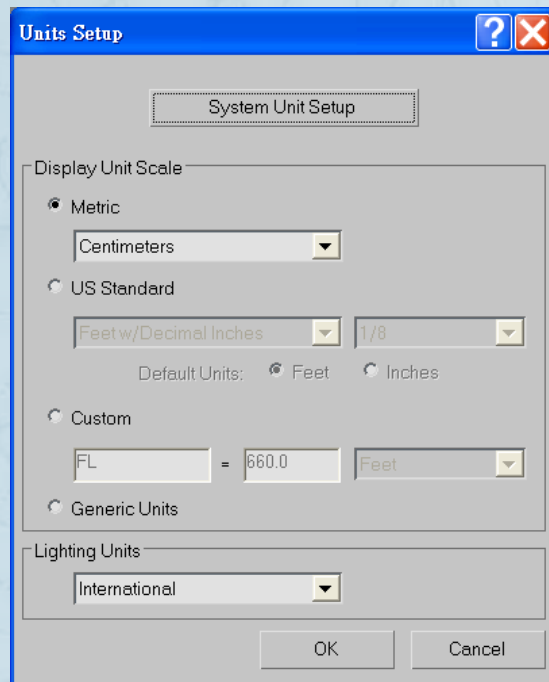 Units Setup
System Unit Setup
Display Unit Scale
Metric
Centimeters
US Standard
Feet w/Decimal Inches 1/8
Default Units: Feet Inches
Custom
FL = 660.0 Feet
Generic Units
Lighting Units
International
OK Cancel